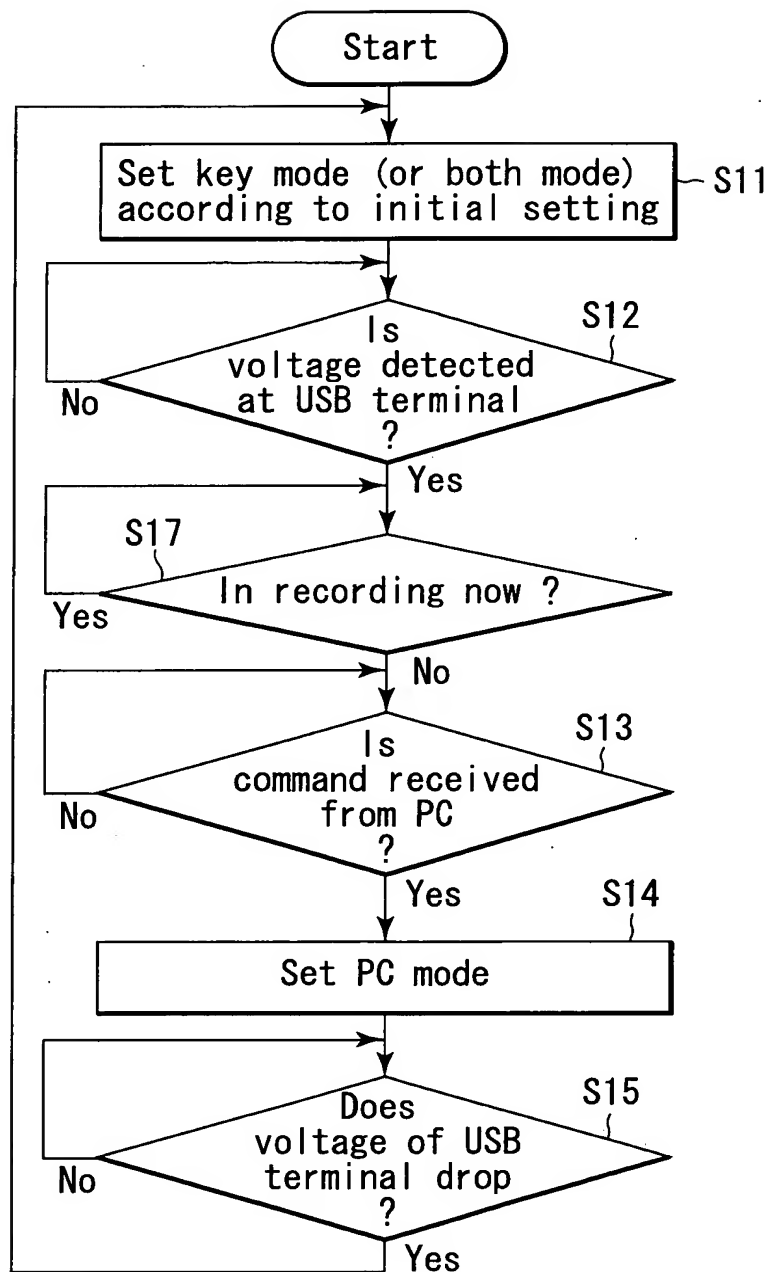 Start
Set key mode (or both mode)
according to initial setting
S11
Is
voltage detected
at USB terminal
?
S12
No
Yes
S17
In recording now ?
Yes
No
Is
command received
from PC
?
S13
No
Yes
S14
Set PC mode
Does
voltage of USB
terminal drop
?
S15
No
Yes